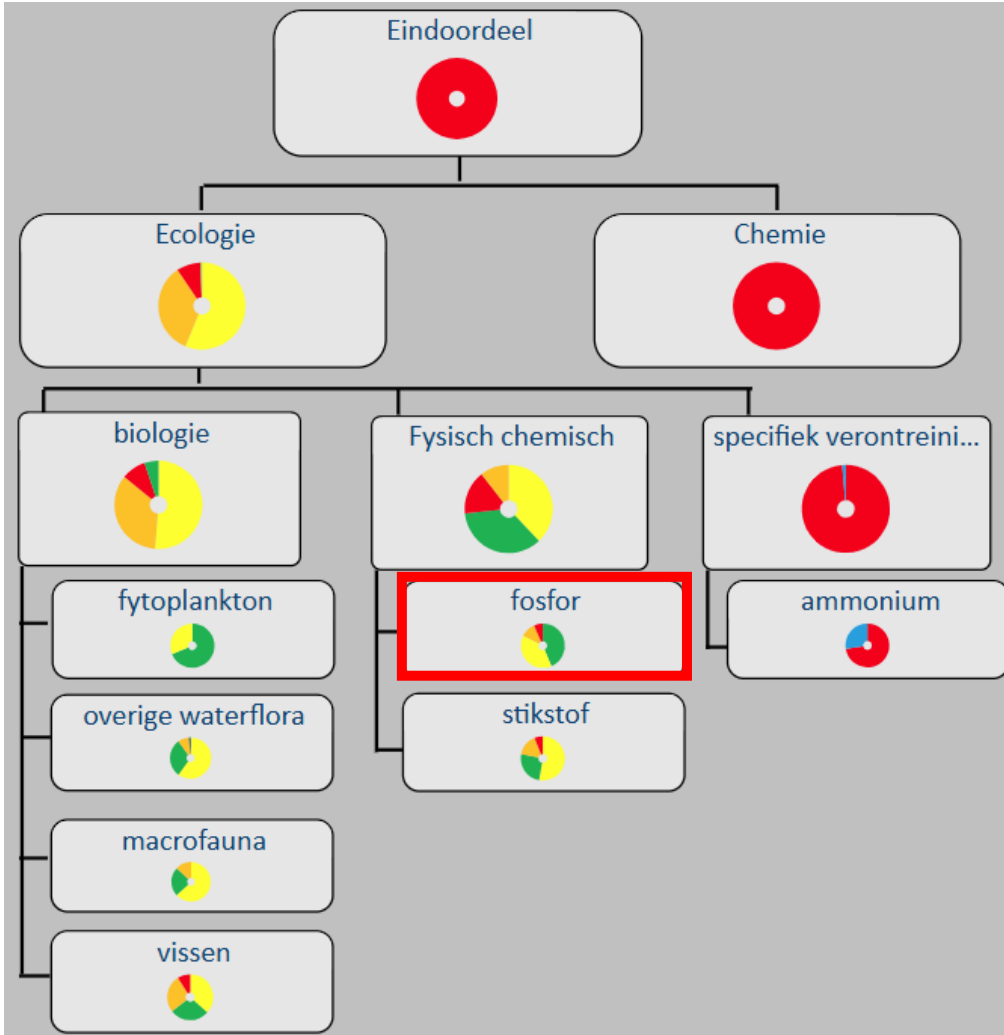 Eindoordeel
Ecologie
Chemie
biologie
Fysisch chemisch
specifiek verontreini...
fytoplankton
fosfor
ammonium
overige waterflora
stikstof
macrofauna
vissen